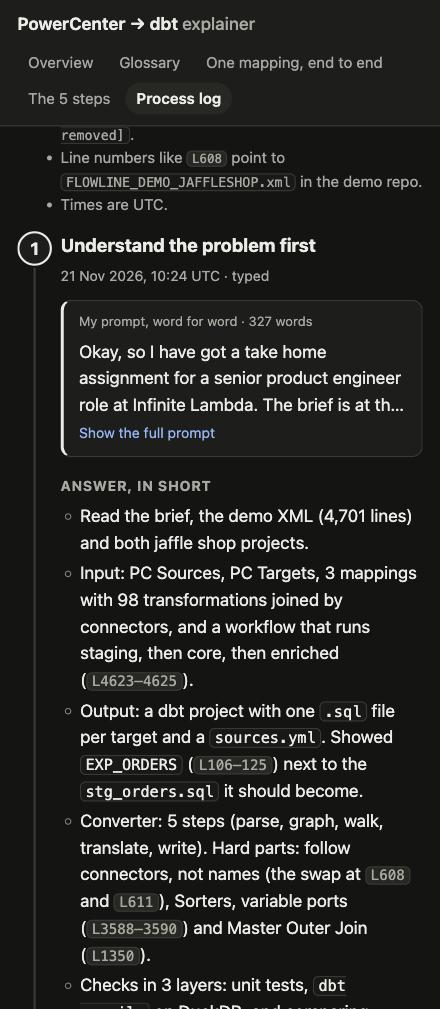 PowerCenter → dbt explainer
Overview Glossary One mapping, end to end
The 5 steps Process log
removed].
• Line numbers like L608 point to
FLOWLINE_DEMO_JAFFLESHOP.xml in the demo repo.
• Times are UTC.
1 Understand the problem first
21 Nov 2026, 10:24 UTC · typed
My prompt, word for word · 327 words
Okay, so I have got a take home
assignment for a senior product engineer
role at Infinite Lambda. The brief is at th...
Show the full prompt
ANSWER, IN SHORT
○ Read the brief, the demo XML (4,701 lines)
and both jaffle shop projects.
○ Input: PC Sources, PC Targets, 3 mappings
with 98 transformations joined by
connectors, and a workflow that runs
staging, then core, then enriched
(L4623–4625).
○ Output: a dbt project with one .sql file
per target and a sources.yml. Showed
EXP_ORDERS (L106–125) next to the
stg_orders.sql it should become.
○ Converter: 5 steps (parse, graph, walk,
translate, write). Hard parts: follow
connectors, not names (the swap at L608
and L611), Sorters, variable ports
(L3588–3590) and Master Outer Join
(L1350).
○ Checks in 3 layers: unit tests, dbt